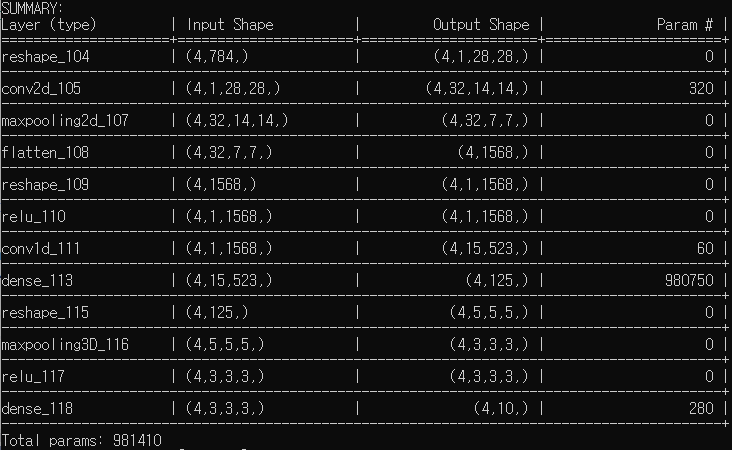 SUMMARY:
Layer (type) | Input Shape | Output Shape | Param # |
====================+=====================+=====================+=====================+
reshape_104 | (4,784,) | (4,1,28,28,) | 0 |
conv2d_105 | (4,1,28,28,) | (4,32,14,14,) | 320 |
maxpooling2d_107 | (4,32,14,14,) | (4,32,7,7,) | 0 |
flatten_108 | (4,32,7,7,) | (4,1568,) | 0 |
reshape_109 | (4,1568,) | (4,1,1568,) | 0 |
relu_110 | (4,1,1568,) | (4,1,1568,) | 0 |
conv1d_111 | (4,1,1568,) | (4,15,523,) | 60 |
dense_113 | (4,15,523,) | (4,125,) | 980750 |
reshape_115 | (4,125,) | (4,5,5,5,) | 0 |
maxpooling3D_116 | (4,5,5,5,) | (4,3,3,3,) | 0 |
relu_117 | (4,3,3,3,) | (4,3,3,3,) | 0 |
dense_118 | (4,3,3,3,) | (4,10,) | 280 |
Total params: 981410